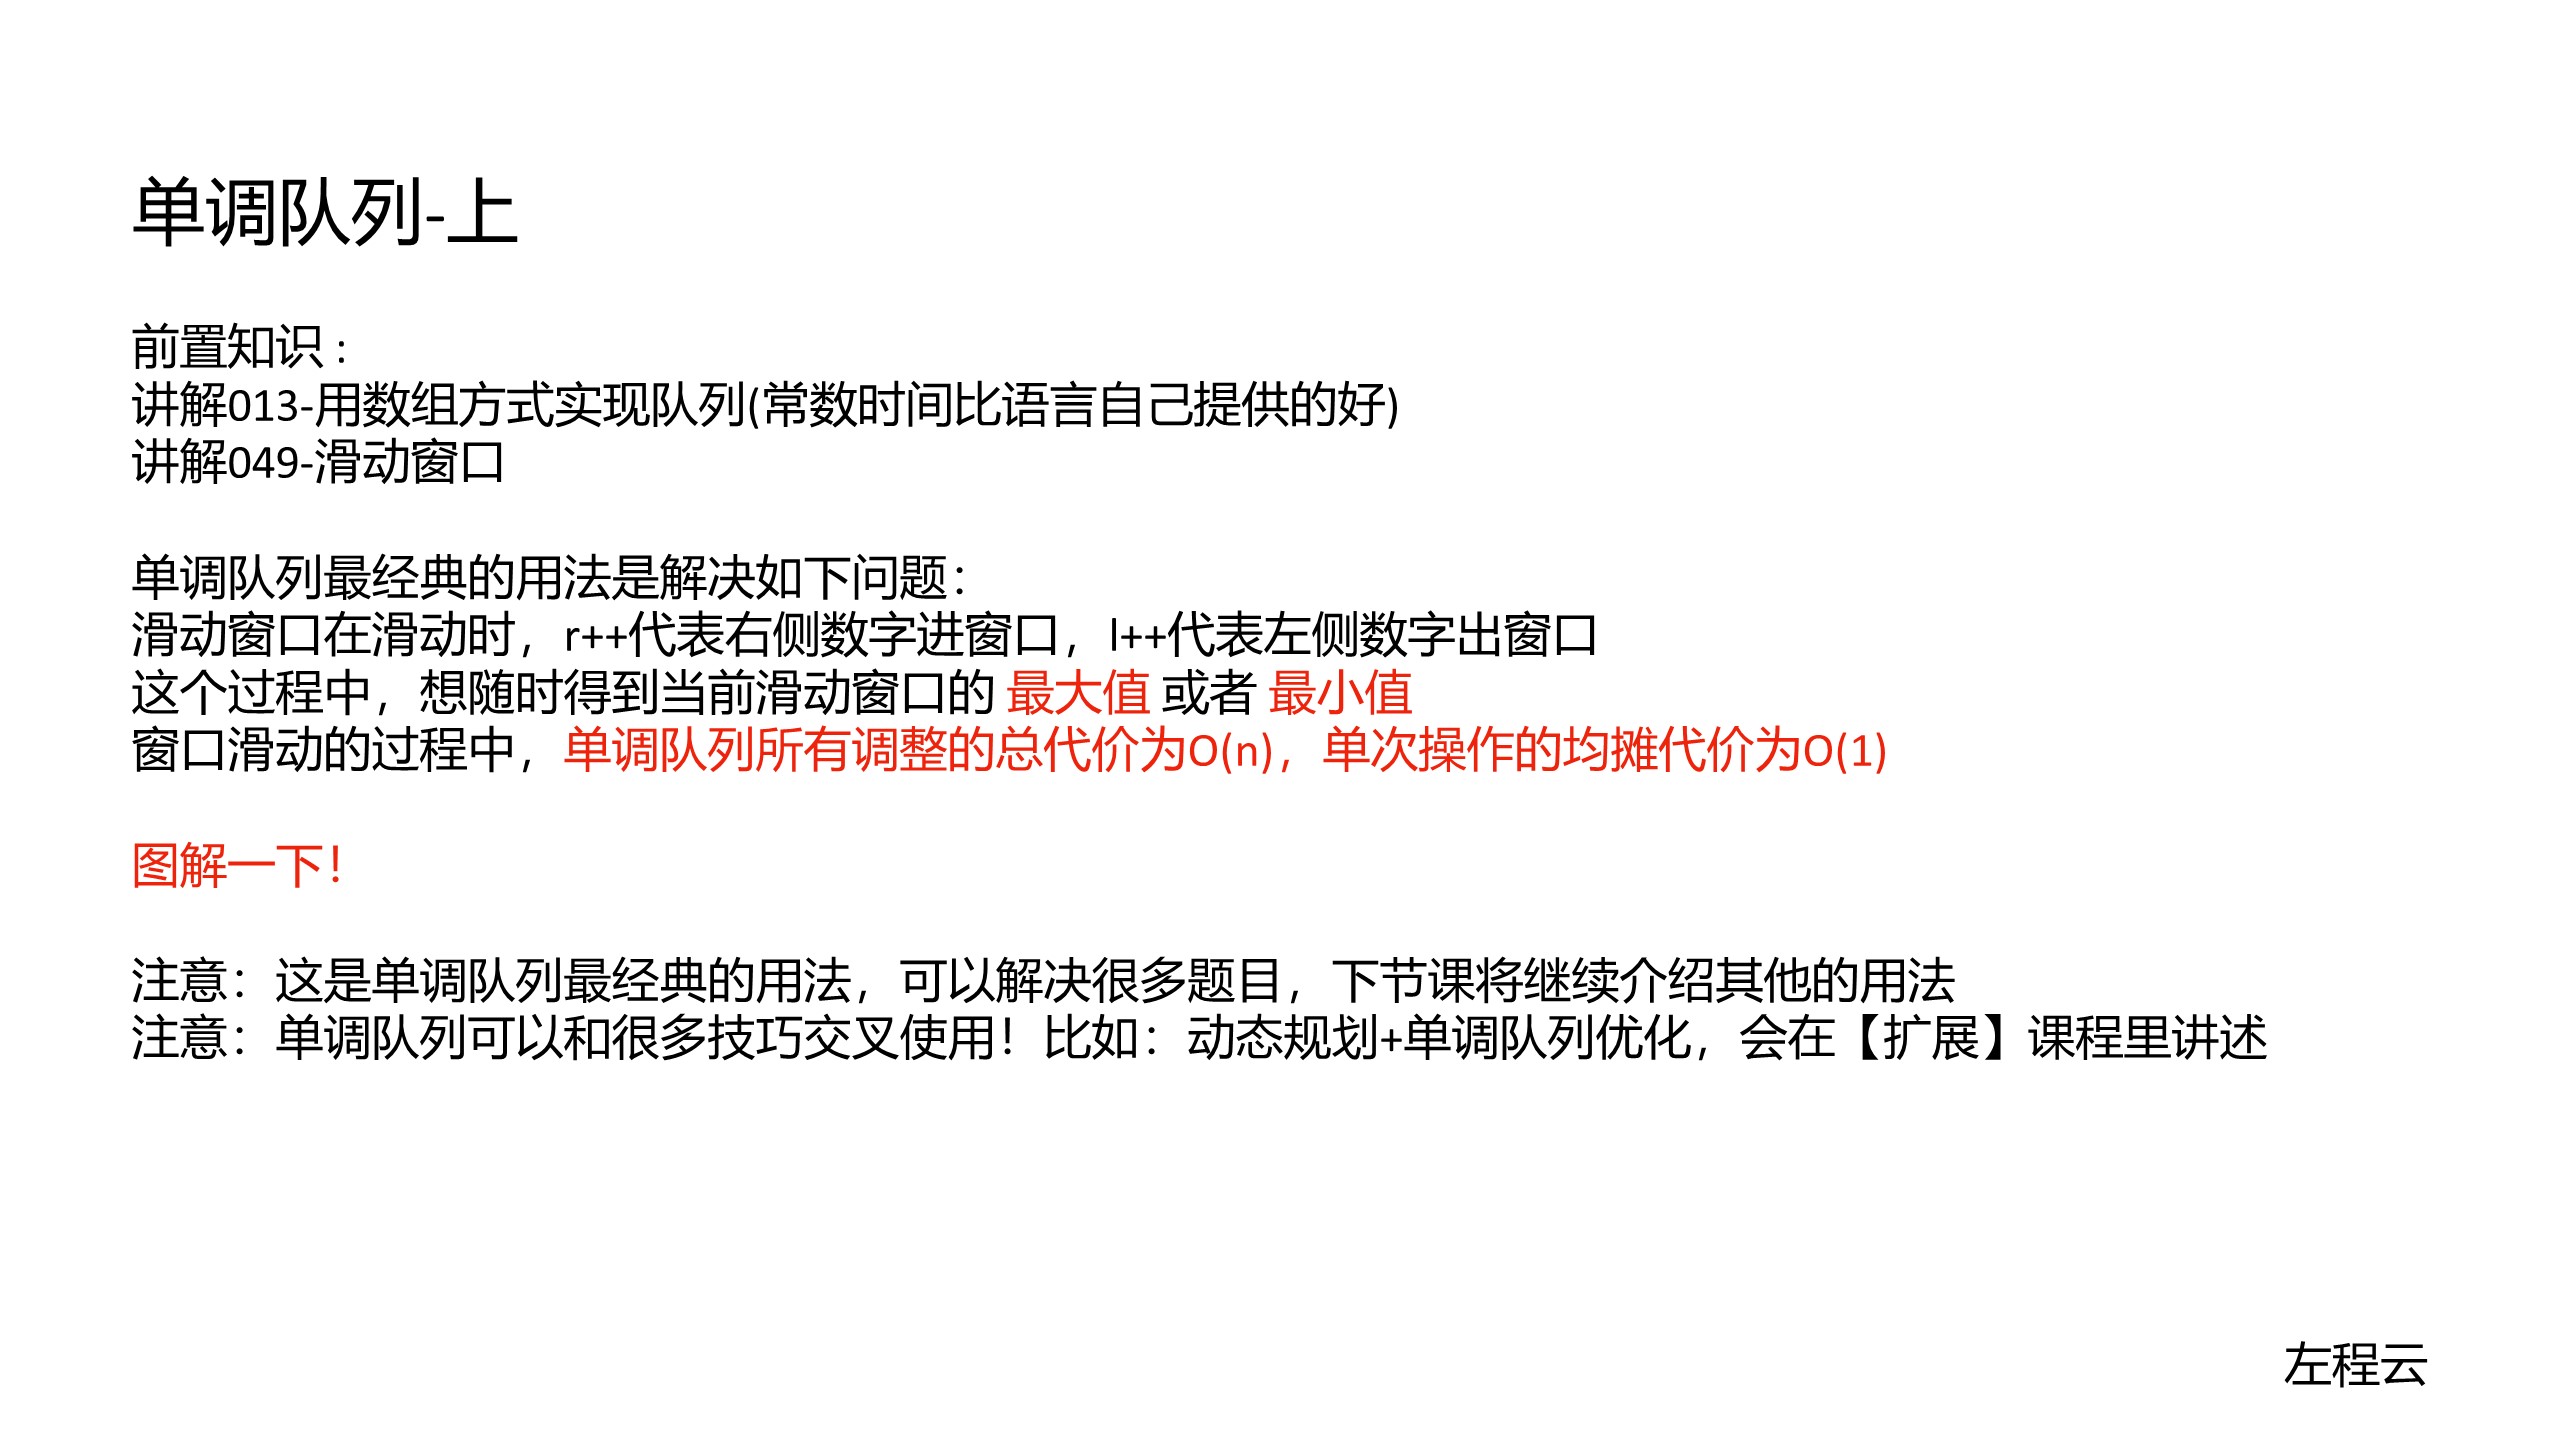 单调队列-上
前置知识 :
讲解013-用数组方式实现队列(常数时间比语言自己提供的好)
讲解049-滑动窗口
单调队列最经典的用法是解决如下问题：
滑动窗口在滑动时，r++代表右侧数字进窗口，l++代表左侧数字出窗口
这个过程中，想随时得到当前滑动窗口的 最大值 或者 最小值
窗口滑动的过程中，单调队列所有调整的总代价为O(n)，单次操作的均摊代价为O(1)
图解一下！
注意：这是单调队列最经典的用法，可以解决很多题目，下节课将继续介绍其他的用法
注意：单调队列可以和很多技巧交叉使用！比如：动态规划+单调队列优化，会在【扩展】课程里讲述
左程云